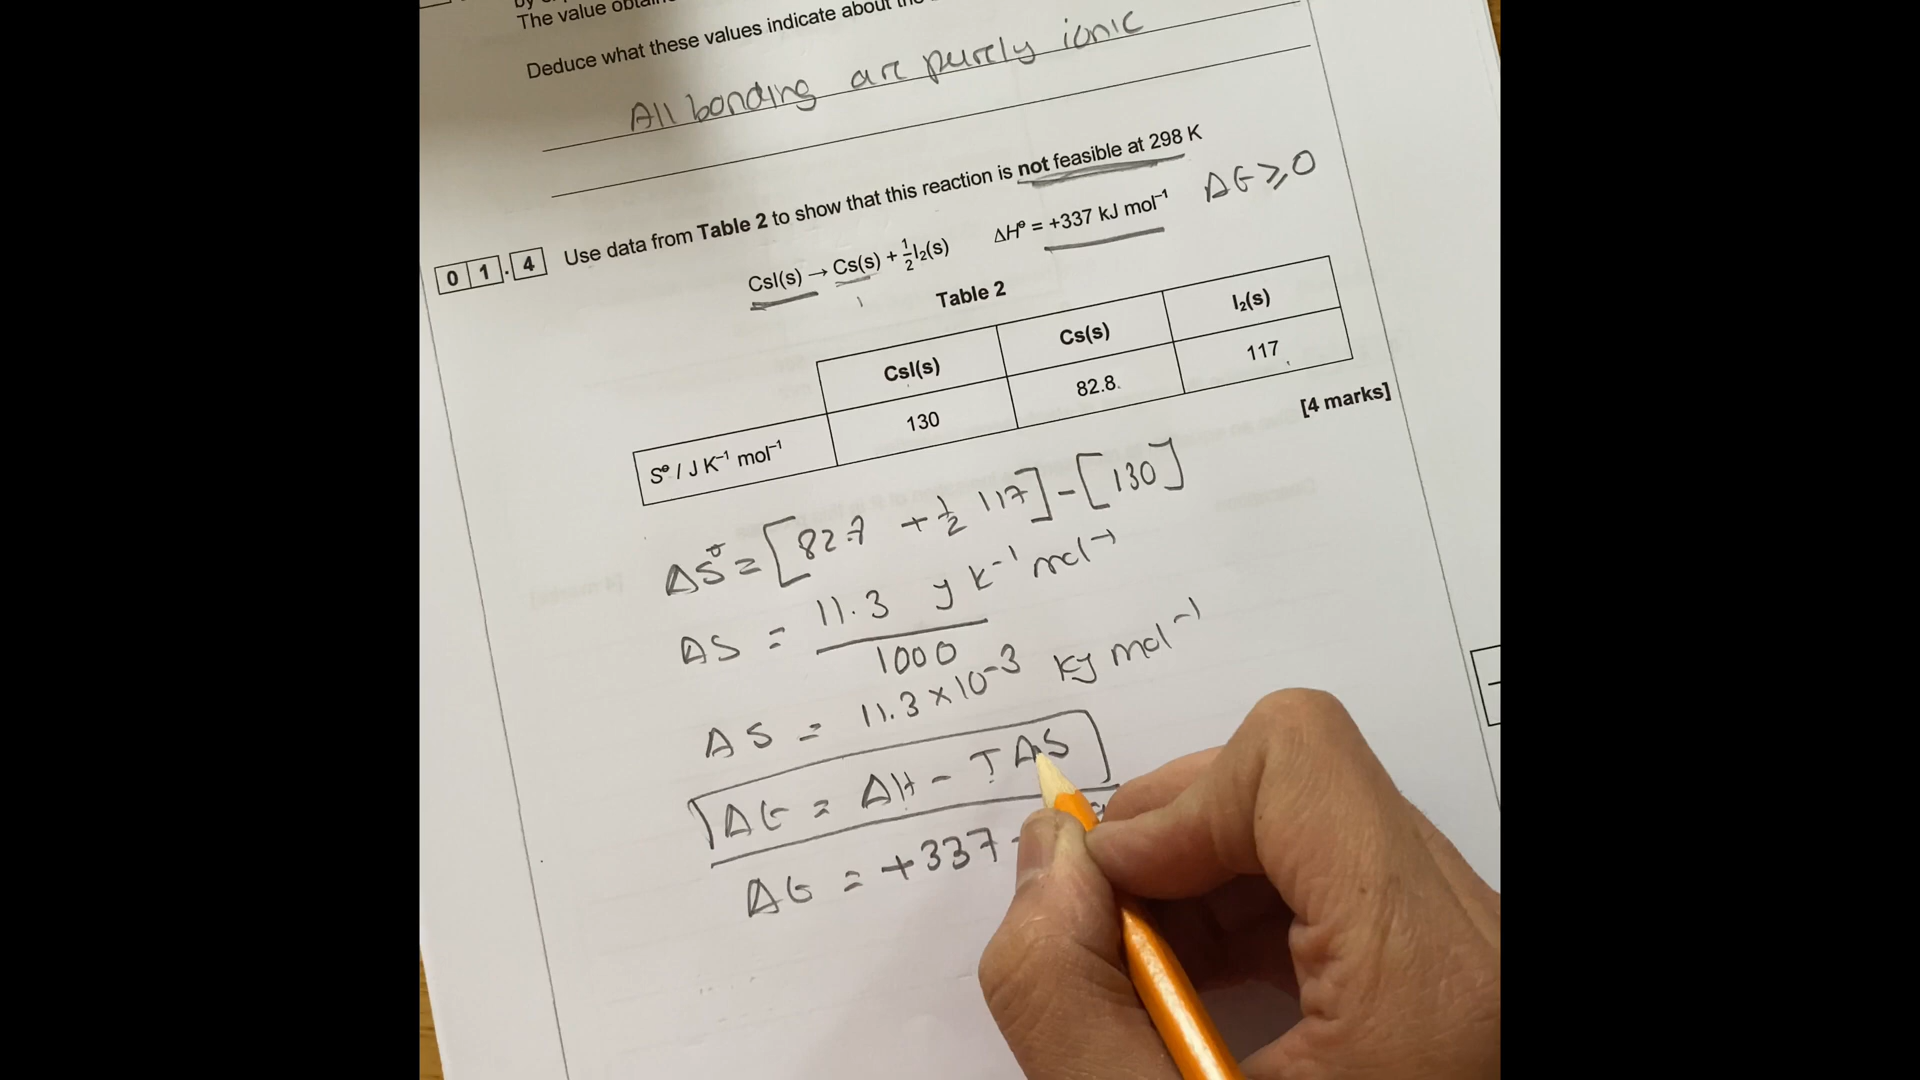 The value
Deduce what these values indicate about the
All bonding are purely ionic
01.4 Use data from Table 2 to show that this reaction is not feasible at 298 K
CsI(s) → Cs(s) + ½I₂(s) ΔH⦵ = +337 kJ mol⁻¹ ΔG ⩾ 0
Table 2
CsI(s) Cs(s) I₂(s)
S⦵ / J K⁻¹ mol⁻¹ 130 82.8 117
[4 marks]
ΔS⦵ = [82.7 + ½ 117] - [130]
ΔS = 11.3 J K⁻¹ mol⁻¹
1000
ΔS = 11.3 × 10⁻³ KJ mol⁻¹
ΔG = ΔH - TΔS
ΔG = +337 -